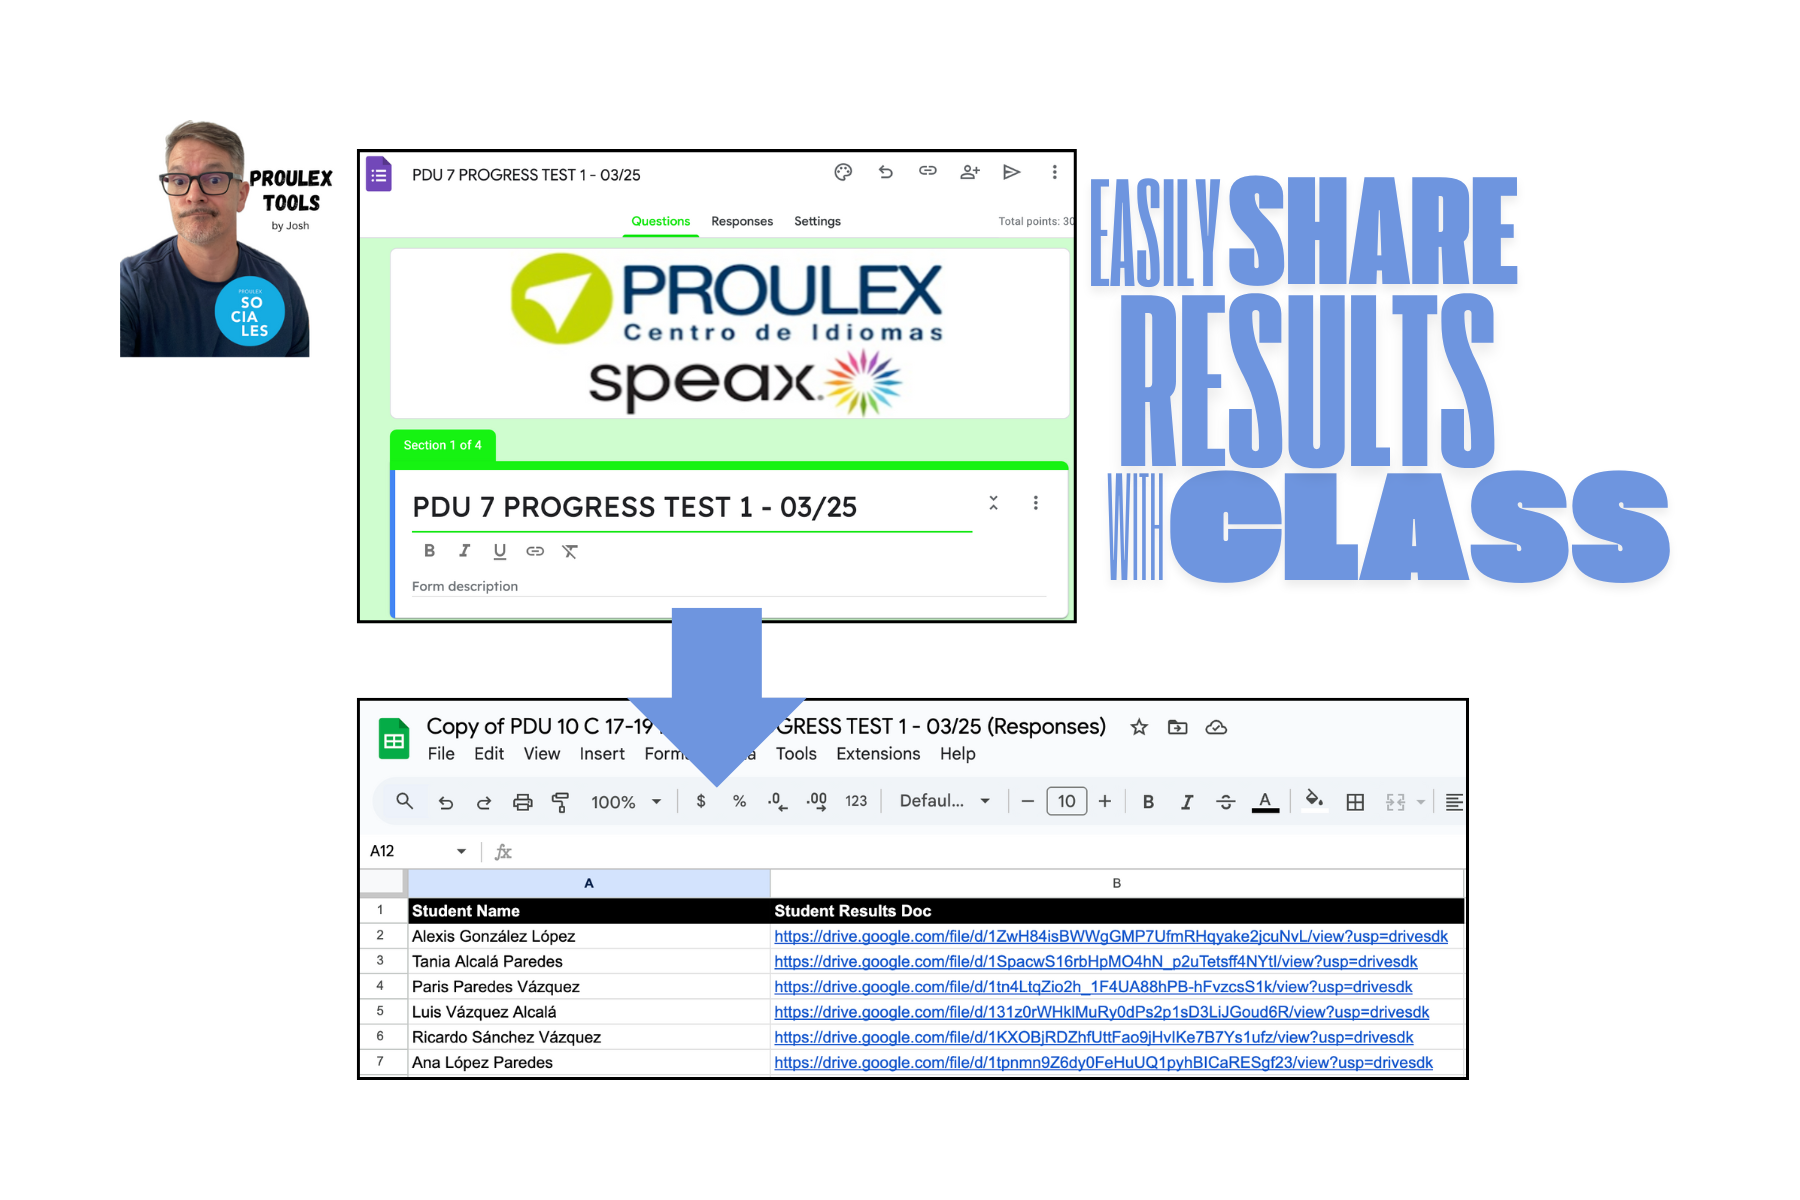 PROULEX
TOOLS
by Josh
PROULEX
SO
CIA
LES
PDU 7 PROGRESS TEST 1 - 03/25
Questions Responses Settings Total points: 30
PROULEX
Centro de Idiomas
speax
Section 1 of 4
PDU 7 PROGRESS TEST 1 - 03/25
B I U
Form description
EASILY SHARE
RESULTS
WITH CLASS
Copy of PDU 10 C 17-19 GRESS TEST 1 - 03/25 (Responses)
File Edit View Insert Form a Tools Extensions Help
100% $ % .0 .00 123 Defaul... - 10 + B I S A
A12 fx
A B
1 Student Name Student Results Doc
2 Alexis González López https://drive.google.com/file/d/1ZwH84isBWWgGMP7UfmRHqyake2jcuNvL/view?usp=drivesdk
3 Tania Alcalá Paredes https://drive.google.com/file/d/1SpacwS16rbHpMO4hN_p2uTetsff4NYtI/view?usp=drivesdk
4 Paris Paredes Vázquez https://drive.google.com/file/d/1tn4LtqZio2h_1F4UA88hPB-hFvzcsS1k/view?usp=drivesdk
5 Luis Vázquez Alcalá https://drive.google.com/file/d/131z0rWHklMuRy0dPs2p1sD3LiJGoud6R/view?usp=drivesdk
6 Ricardo Sánchez Vázquez https://drive.google.com/file/d/1KXOBjRDZhfUttFao9jHvIKe7B7Ys1ufz/view?usp=drivesdk
7 Ana López Paredes https://drive.google.com/file/d/1tpnmn9Z6dy0FeHuUQ1pyhBICaRESgf23/view?usp=drivesdk